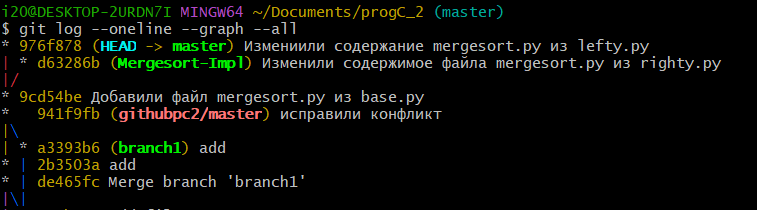 i20@DESKTOP-2URDN7I MINGW64 ~/Documents/progC_2 (master)
$ git log --oneline --graph --all
* 976f878 (HEAD -> master) Измениили содержание mergesort.py из lefty.py
| * d63286b (Mergesort-Impl) Изменили содержимое файла mergesort.py из righty.py
|/
* 9cd54be Добавили файл mergesort.py из base.py
*   941f9fb (githubpc2/master) исправили конфликт
|\
| * a3393b6 (branch1) add
* | 2b3503a add
* | de465fc Merge branch 'branch1'
|\|